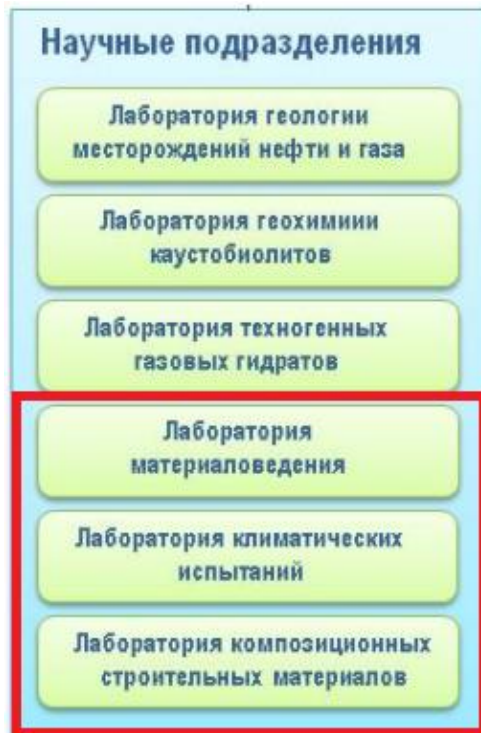 Научные подразделения
Лаборатория геологии
месторождений нефти и газа
Лаборатория геохимиии
каустобиолитов
Лаборатория техногенных
газовых гидратов
Лаборатория
материаловедения
Лаборатория климатических
испытаний
Лаборатория композиционных
строительных материалов